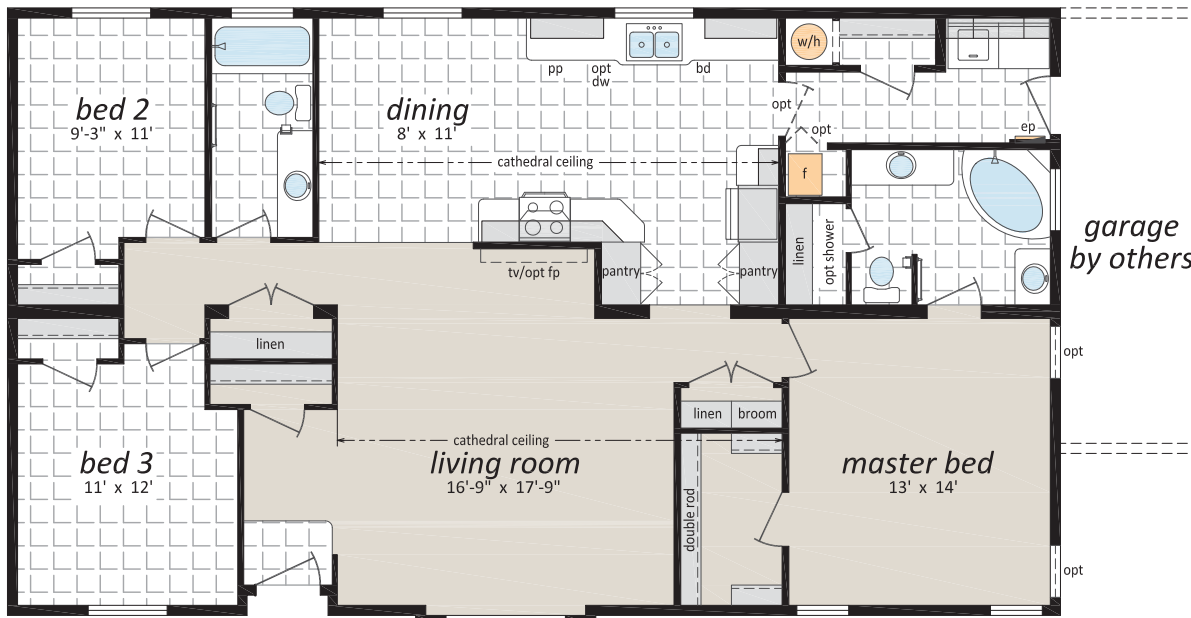 w/h
pp
opt
dw
bd
bed 2
9'-3" x 11'
dining
8' x 11'
opt
opt
ep
cathedral ceiling
f
garage
by others
linen
opt shower
tv/opt fp
pantry
pantry
linen
opt
linen
broom
cathedral ceiling
bed 3
11' x 12'
living room
16'-9" x 17'-9"
master bed
13' x 14'
double rod
opt